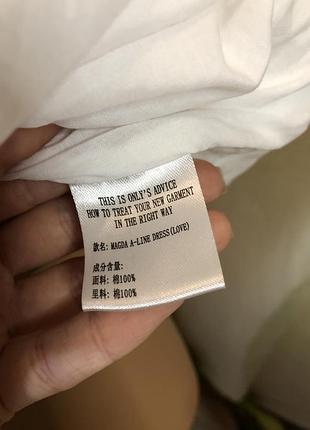 THIS IS ONLY'S ADVICE
HOW TO TREAT YOUR NEW GARMENT
IN THE RIGHT WAY
款名: MAGDA A-LINE DRESS(LOVE)
成分含量:
面料: 棉100%
里料: 棉100%